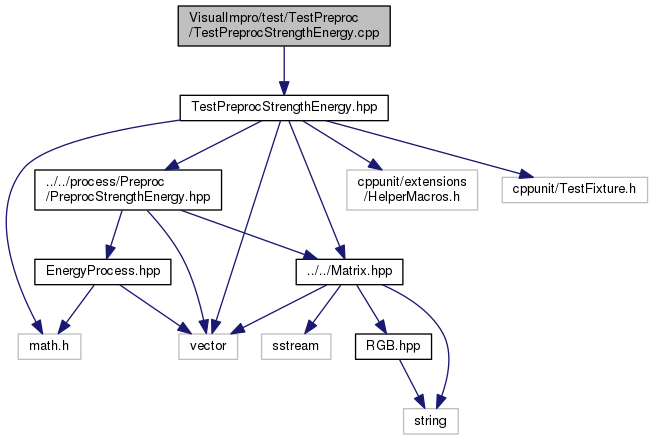 VisualImpro/test/TestPreproc
/TestPreprocStrengthEnergy.cpp
TestPreprocStrengthEnergy.hpp
../../process/Preproc
/PreprocStrengthEnergy.hpp
cppunit/extensions
/HelperMacros.h
cppunit/TestFixture.h
EnergyProcess.hpp
../../Matrix.hpp
math.h
vector
sstream
RGB.hpp
string